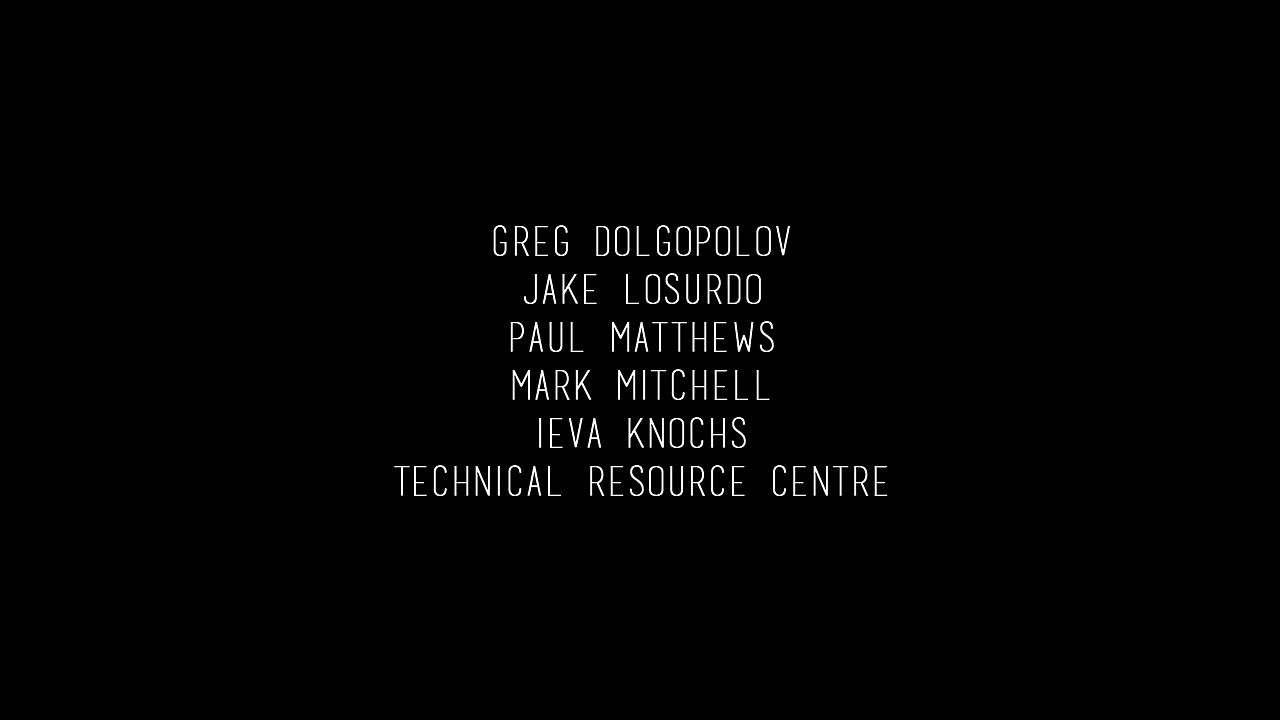 GREG DOLGOPOLOV
JAKE LOSURDO
PAUL MATTHEWS
MARK MITCHELL
IEVA KNOCHS
TECHNICAL RESOURCE CENTRE